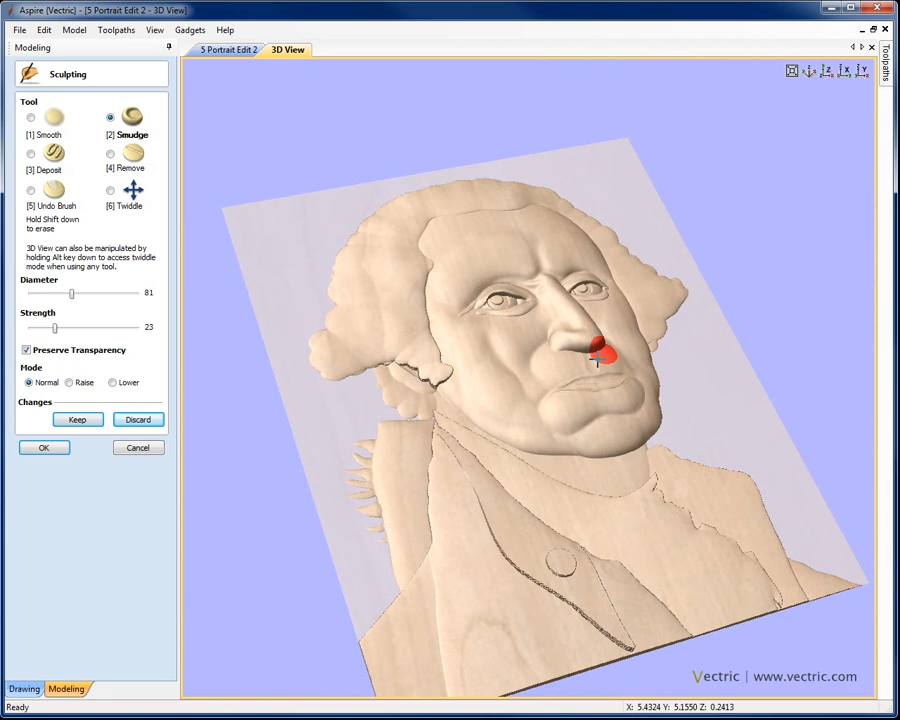 Aspire (Vectric) - [5 Portrait Edit 2 - 3D View]
File Edit Model Toolpaths View Gadgets Help
Modeling
5 Portrait Edit 2 3D View
Toolpaths
Z X Y
Sculpting
Tool
[1] Smooth [2] Smudge
[3] Deposit [4] Remove
[5] Undo Brush [6] Twiddle
Hold Shift down
to erase
3D View can also be manipulated by
holding Alt key down to access twiddle
mode when using any tool.
Diameter
81
Strength
23
Preserve Transparency
Mode
Normal Raise Lower
Changes
Keep Discard
OK Cancel
Vectric | www.vectric.com
Drawing Modeling
Ready X: 5.4324 Y: 5.1550 Z: 0.2413